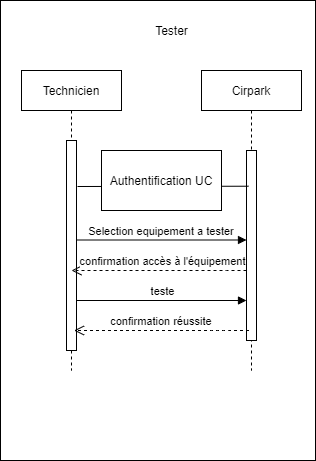 Tester
Technicien
Cirpark
Authentification UC
Selection equipement a tester
confirmation accès à l'équipement
teste
confirmation réussite